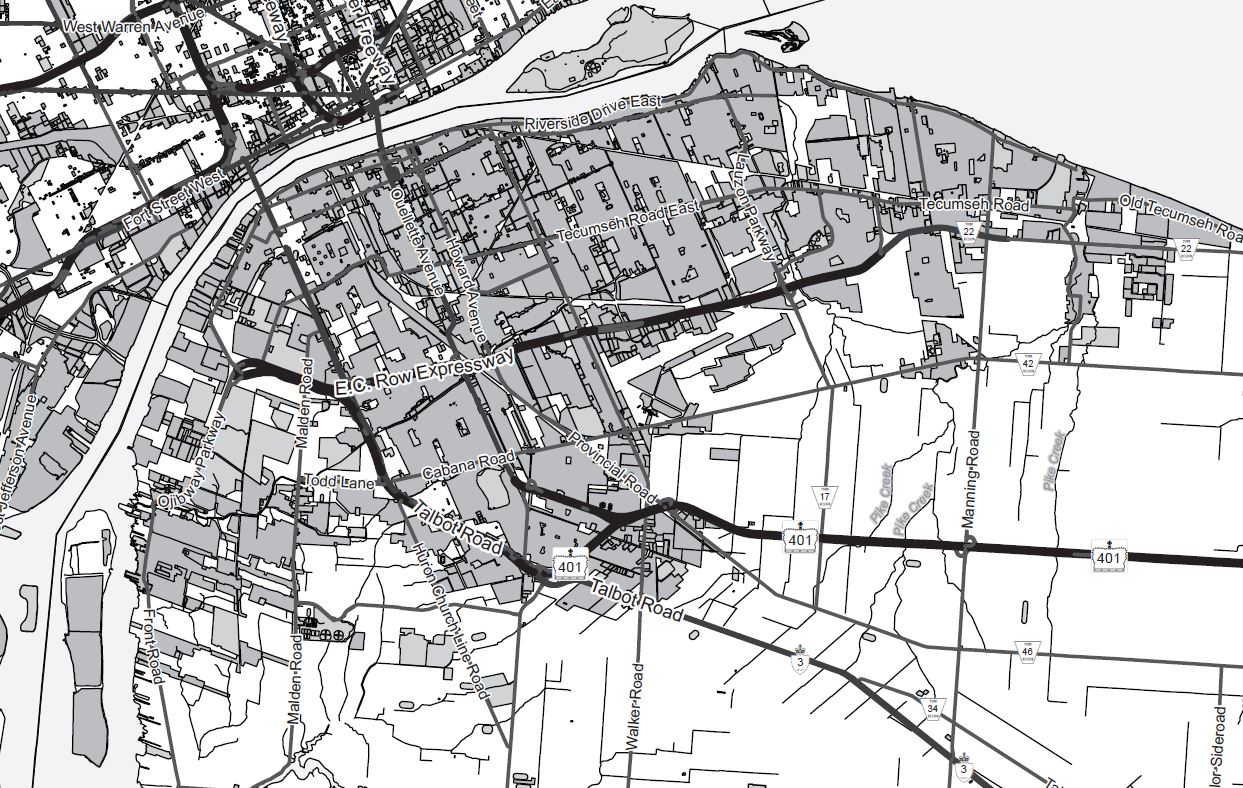 West Warren Avenue
er Freeway
eeway
Riverside Drive East
Fort Street West
Lauzon Parkway
Ouellette Avenue
Tecumseh Road East
Tecumseh Road
Old Tecumseh Roa
22
22
Howard Avenue
E.C. Row Expressway
42
Malden Road
Jefferson Avenue
Ojibway Parkway
Provincial Road
Cabana Road
Todd Lane
Manning Road
Pike Creek
Pike Creek
Pike Creek
17
Talbot Road
401
401
401
Huron Church Line Road
Talbot Road
Front Road
Malden Road
Walker Road
46
3
34
3
lor Sideroad